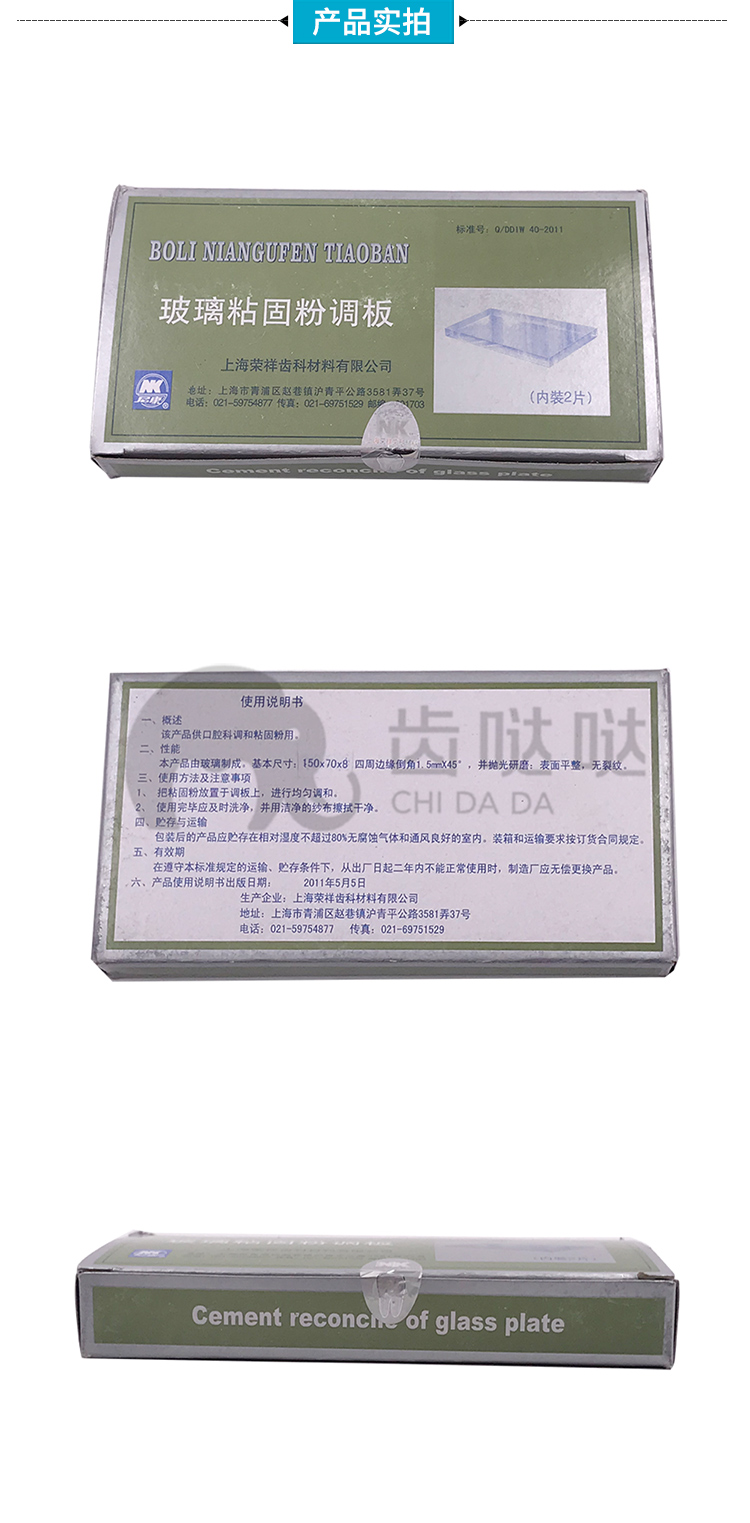 产品实拍
标准号：Q/DDIW 40-2011
BOLI NIANGUFEN TIAOBAN
玻璃粘固粉调板
上海荣祥齿科材料有限公司
地址：上海市青浦区赵巷镇沪青平公路3581弄37号
电话：021-59754877 传真：021-69751529 邮编 1703
(内装2片)
NK
NK
Cement reconc of glass plate
使用说明书
一、概述
该产品供口腔科调和粘固粉用。
二、性能
本产品由玻璃制成，基本尺寸：150x70x8 四周边缘倒角1.5mmX45°，并抛光研磨；表面平整，无裂纹。
三、使用方法及注意事项
1、 把粘固粉放置于调板上，进行均匀调和。
2、 使用完毕应及时洗净，并用洁净的纱布擦拭干净。
四、贮存与运输
包装后的产品应贮存在相对湿度不超过80%无腐蚀气体和通风良好的室内。装箱和运输要求按订货合同规定。
五、有效期
在遵守本标准规定的运输、贮存条件下，从出厂日起二年内不能正常使用时，制造厂应无偿更换产品。
六、产品使用说明书出版日期： 2011年5月5日
生产企业：上海荣祥齿科材料有限公司
地址：上海市青浦区赵巷镇沪青平公路3581弄37号
电话：021-59754877 传真：021-69751529
齿哒哒
CHI DA DA
NK
Cement reconc of glass plate